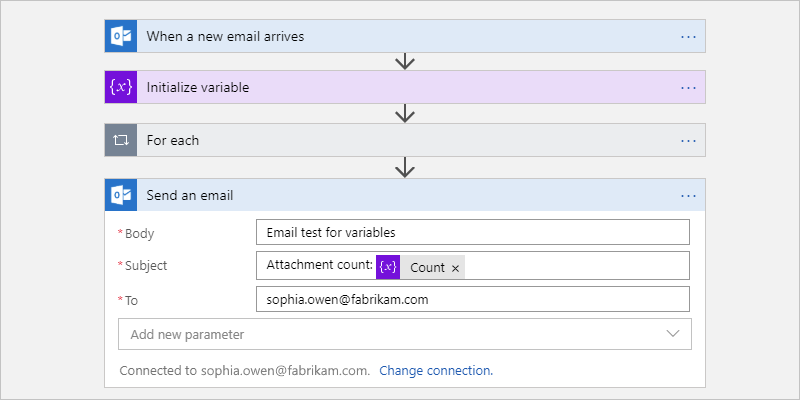 When a new email arrives ...
{x} Initialize variable ...
For each ...
Send an email ...
*Body Email test for variables
*Subject Attachment count: {x} Count ×
*To sophia.owen@fabrikam.com
Add new parameter
Connected to sophia.owen@fabrikam.com. Change connection.